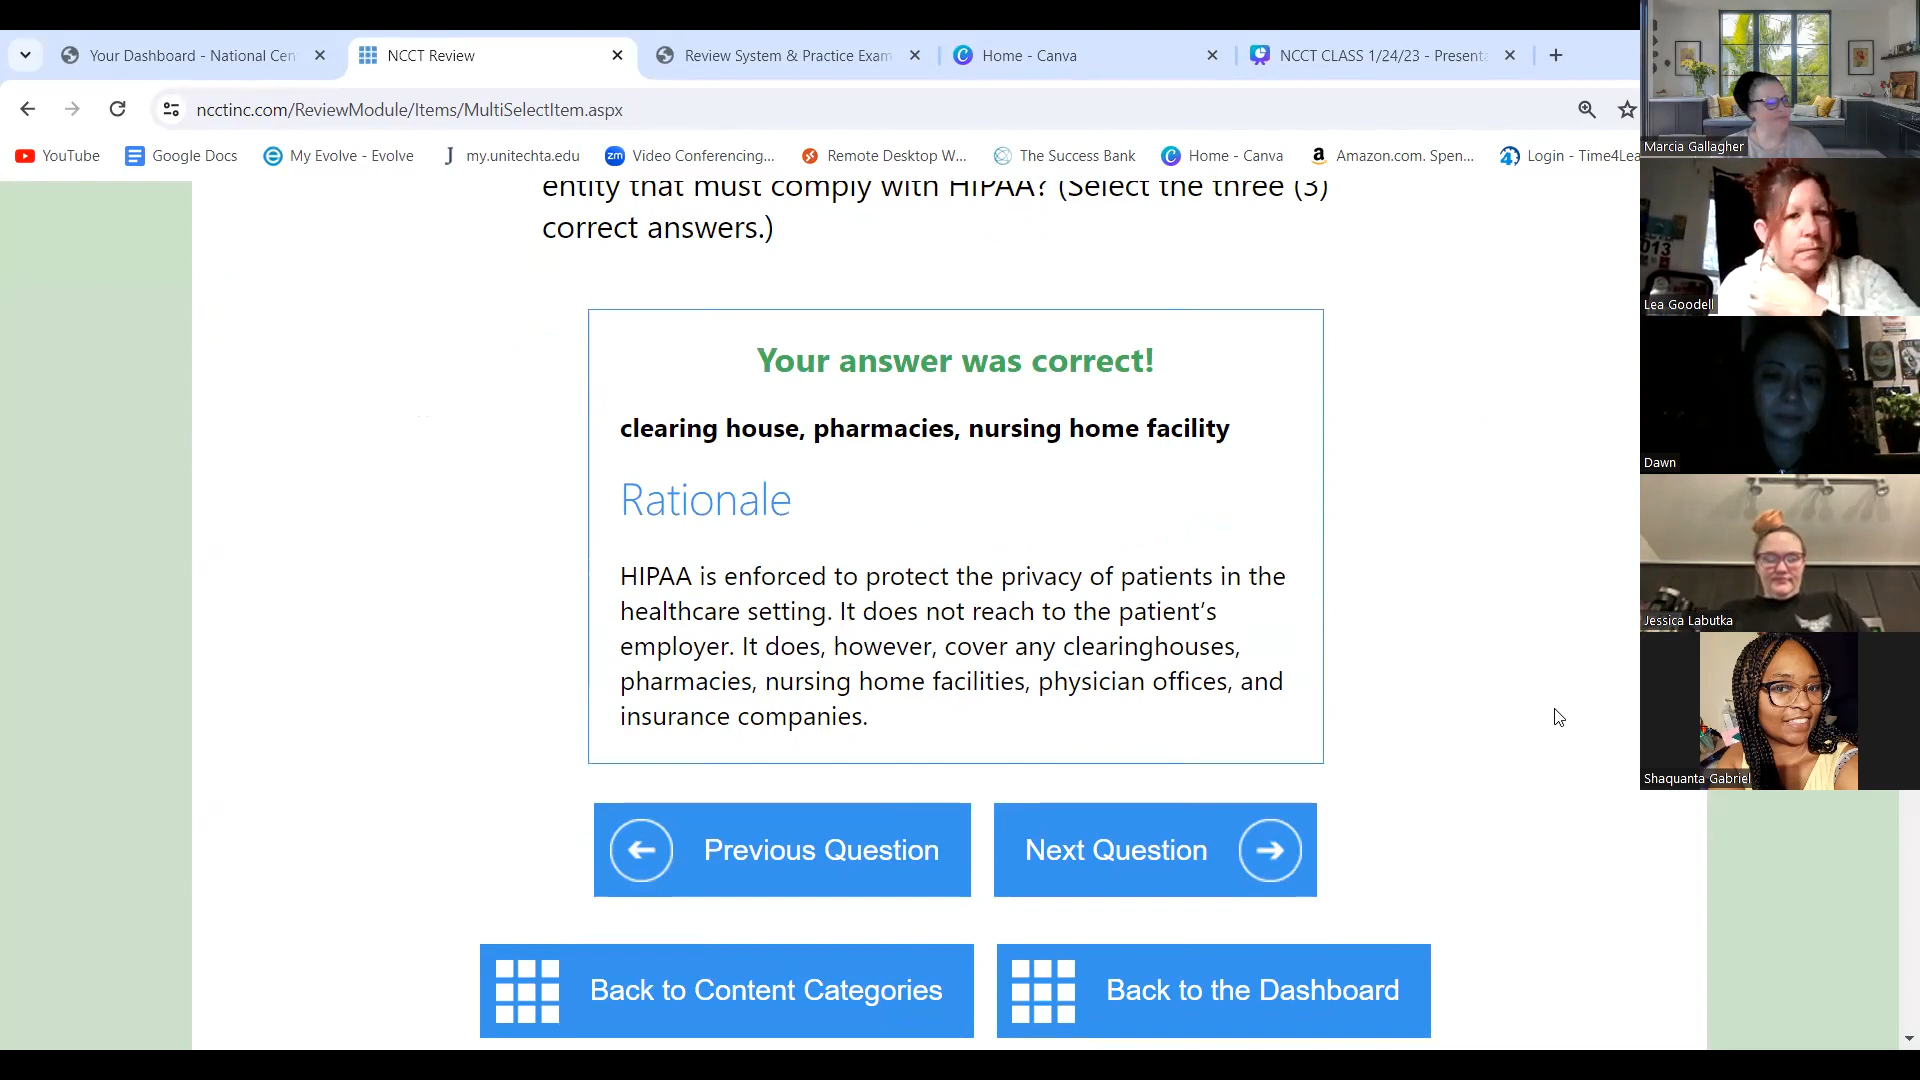 Your Dashboard - National Cen
NCCT Review
Review System & Practice Exam
Home - Canva
NCCT CLASS 1/24/23 - Presenta
ncctinc.com/ReviewModule/Items/MultiSelectItem.aspx
YouTube
Google Docs
My Evolve - Evolve
my.unitechta.edu
zm
Video Conferencing...
Remote Desktop W...
The Success Bank
Home - Canva
Amazon.com. Spen...
Login - Time4Lea
entity that must comply with HIPAA? (Select the three (3)
correct answers.)
Your answer was correct!
clearing house, pharmacies, nursing home facility
Rationale
HIPAA is enforced to protect the privacy of patients in the
healthcare setting. It does not reach to the patient’s
employer. It does, however, cover any clearinghouses,
pharmacies, nursing home facilities, physician offices, and
insurance companies.
Previous Question
Next Question
Back to Content Categories
Back to the Dashboard
Marcia Gallagher
013
Lea Goodell
Dawn
Jessica Labutka
Shaquanta Gabriel